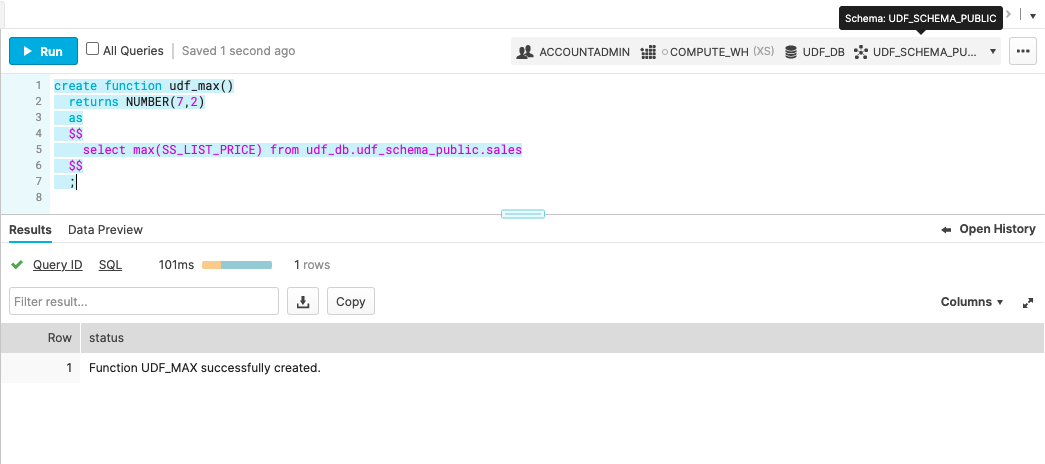 Schema: UDF_SCHEMA_PUBLIC
Run All Queries | Saved 1 second ago ACCOUNTADMIN COMPUTE_WH (XS) UDF_DB UDF_SCHEMA_PU... ...
1 create function udf_max()
2 returns NUMBER(7,2)
3 as
4 $$
5 select max(SS_LIST_PRICE) from udf_db.udf_schema_public.sales
6 $$
7 ;
8
Results Data Preview Open History
Query ID SQL 101ms 1 rows
Filter result... Copy Columns
Row status
1 Function UDF_MAX successfully created.